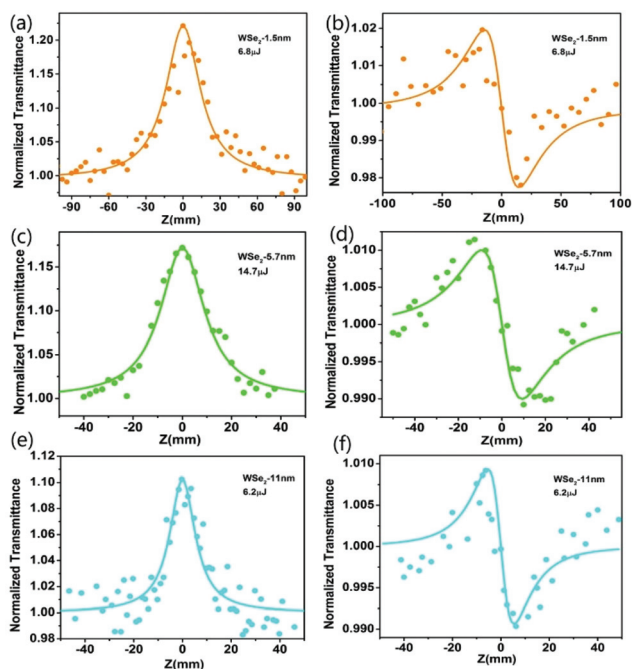 (a)
WSe₂-1.5nm
6.8μJ
1.20
1.15
1.10
1.05
1.00
Normalized Transmittance
-90 -60 -30 0 30 60 90
Z(mm)
(b)
WSe₂-1.5nm
6.8μJ
1.02
1.01
1.00
0.99
0.98
Normalized Transmittance
-100 -50 0 50 100
Z(mm)
(c)
WSe₂-5.7nm
14.7μJ
1.15
1.10
1.05
1.00
Normalized Transmittance
-40 -20 0 20 40
Z(mm)
(d)
WSe₂-5.7nm
14.7μJ
1.010
1.005
1.000
0.995
0.990
Normalized Transmittance
-40 -20 0 20 40
Z(mm)
(e)
WSe₂-11nm
6.2μJ
1.12
1.10
1.08
1.06
1.04
1.02
1.00
0.98
Normalized Transmittance
-40 -20 0 20 40
Z(mm)
(f)
WSe₂-11nm
6.2μJ
1.010
1.005
1.000
0.995
0.990
Normalized Transmittance
-40 -20 0 20 40
Z(mm)